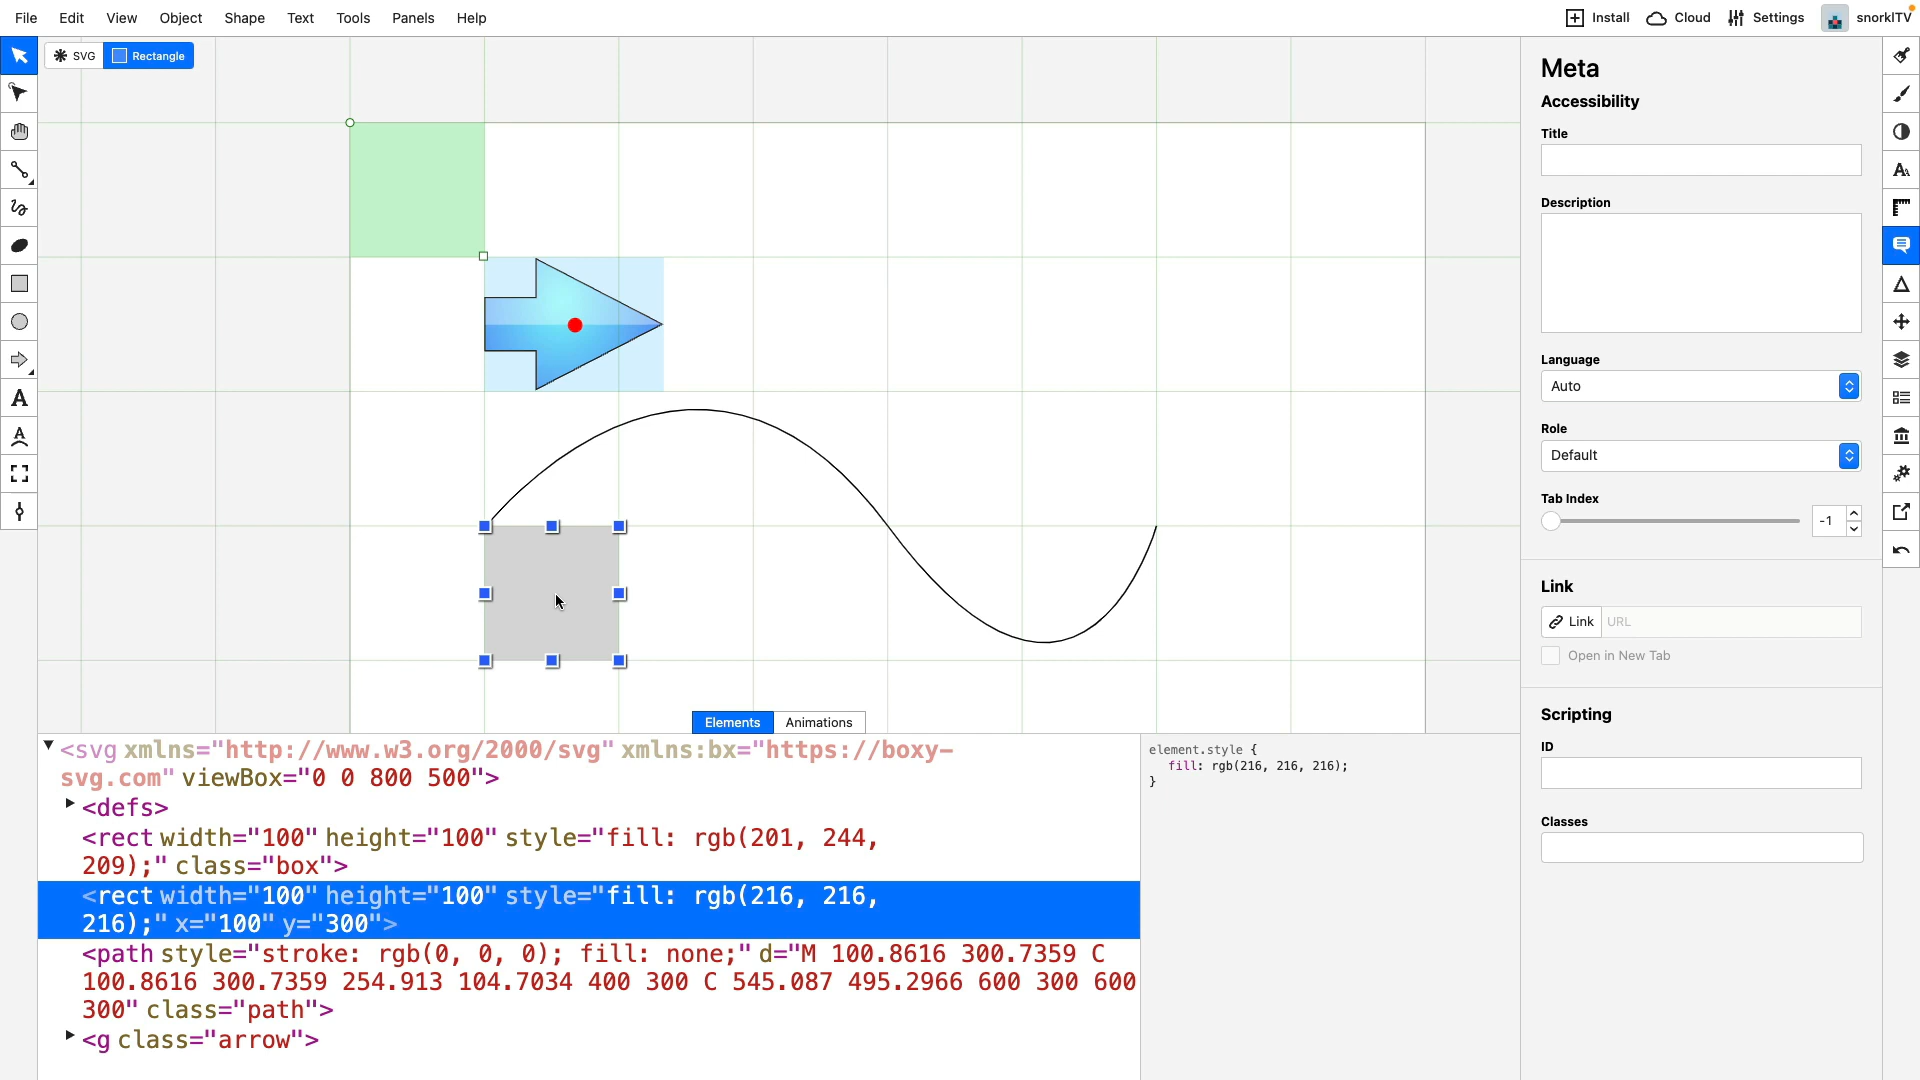 File Edit View Object Shape Text Tools Panels Help Install Cloud Settings snorklTV
SVG Rectangle
Meta
Accessibility
Title
Description
Language
Auto
Role
Default
Tab Index
-1
Link
Link URL
Open in New Tab
Scripting
ID
Classes
A
A
Elements Animations
<svg xmlns="http://www.w3.org/2000/svg" xmlns:bx="https://boxy-
svg.com" viewBox="0 0 800 500">
<defs>
<rect width="100" height="100" style="fill: rgb(201, 244,
209);" class="box">
<rect width="100" height="100" style="fill: rgb(216, 216,
216);" x="100" y="300">
<path style="stroke: rgb(0, 0, 0); fill: none;" d="M 100.8616 300.7359 C
100.8616 300.7359 254.913 104.7034 400 300 C 545.087 495.2966 600 300 600
300" class="path">
<g class="arrow">
element.style {
fill: rgb(216, 216, 216);
}